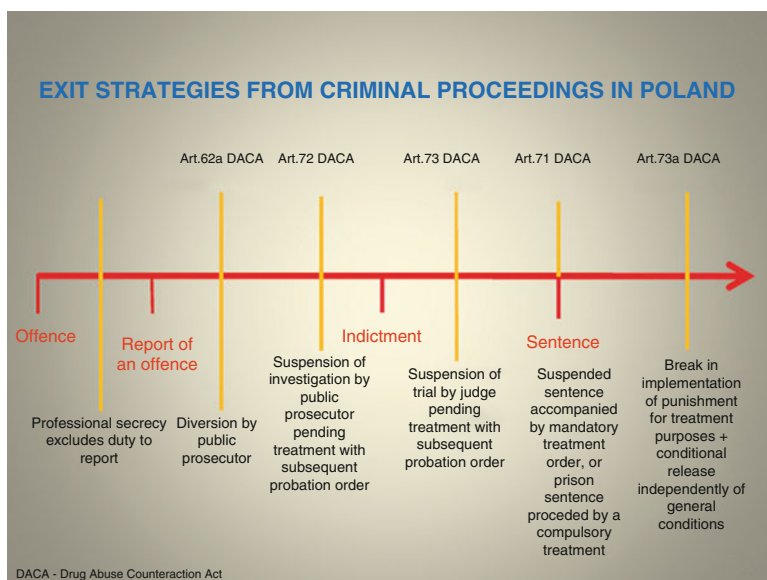 EXIT STRATEGIES FROM CRIMINAL PROCEEDINGS IN POLAND
Art.62a DACA
Art.72 DACA
Art.73 DACA
Art.71 DACA
Art.73a DACA
Offence
Report of
an offence
Indictment
Sentence
Professional secrecy
excludes duty to
report
Diversion by
public
prosecutor
Suspension of
investigation by
public
prosecutor
pending
treatment with
subsequent
probation order
Suspension of
trial by judge
pending
treatment with
subsequent
probation order
Suspended
sentence
accompanied
by mandatory
treatment
order, or
prison
sentence
proceded by a
compulsory
treatment
Break in
implementation
of punishment
for treatment
purposes +
conditional
release
independently of
general
conditions
DACA - Drug Abuse Counteraction Act